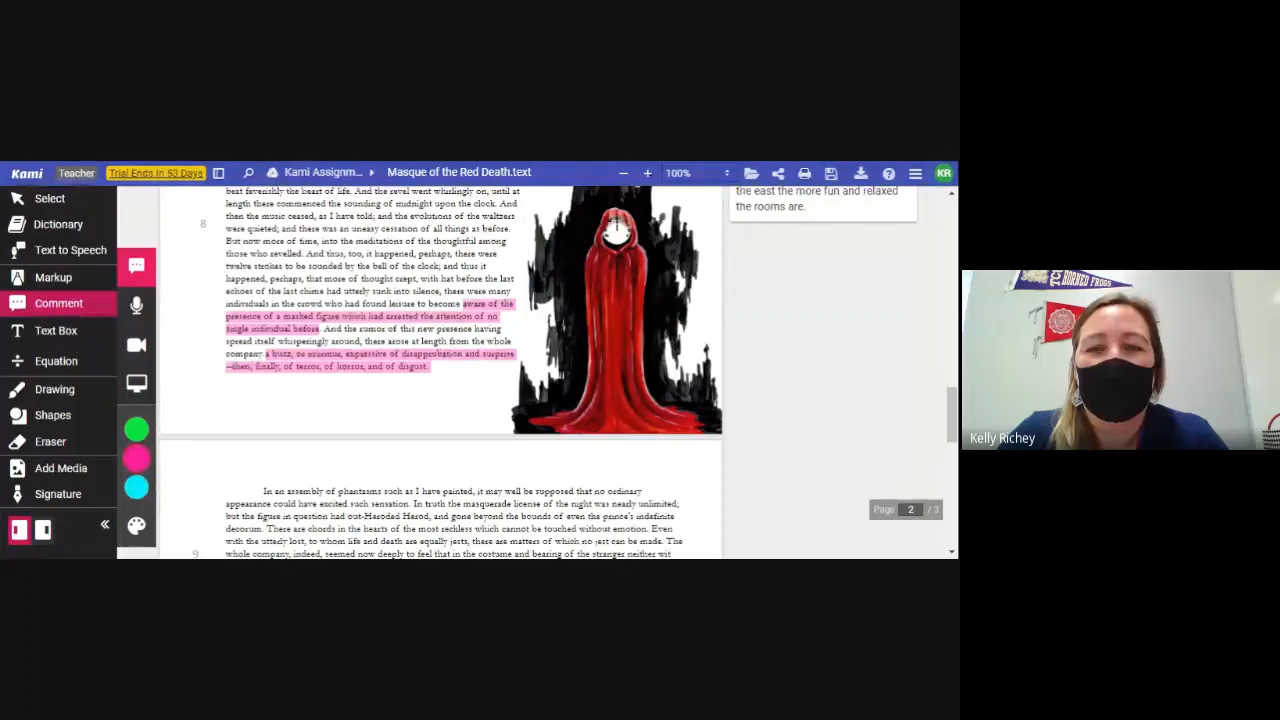 Kami
Teacher
Trial Ends In 53 Days
Kami Assignm...
Masque of the Red Death.text
100%
KR
Select
Dictionary
Text to Speech
Markup
Comment
Text Box
Equation
Drawing
Shapes
Eraser
Add Media
Signature
8
beat feverishly the heart of life. And the revel went whirlingly on, until at
length there commenced the sounding of midnight upon the clock. And
then the music ceased, as I have told; and the evolutions of the waltzers
were quieted; and there was an uneasy cessation of all things as before.
But now more of time, into the meditations of the thoughtful among
those who revelled. And thus, too, it happened, perhaps, there were
twelve strokes to be sounded by the bell of the clock; and thus it
happened, perhaps, that more of thought crept, with hat before the last
echoes of the last chime had utterly sunk into silence, there were many
individuals in the crowd who had found leisure to become aware of the
presence of a masked figure which had arrested the attention of no
single individual before. And the rumor of this new presence having
spread itself whisperingly around, there arose at length from the whole
company a buzz, or murmur, expressive of disapprobation and surprise
—then, finally, of terror, of horror, and of disgust.
In an assembly of phantasms such as I have painted, it may well be supposed that no ordinary
appearance could have excited such sensation. In truth the masquerade license of the night was nearly unlimited;
but the figure in question had out-Heroded Herod, and gone beyond the bounds of even the prince's indefinite
decorum. There are chords in the hearts of the most reckless which cannot be touched without emotion. Even
with the utterly lost, to whom life and death are equally jests, there are matters of which no jest can be made. The
9
whole company, indeed, seemed now deeply to feel that in the costume and bearing of the stranger neither wit
the east the more fun and relaxed
the rooms are.
Page 2 / 3
FROGS
Kelly Richey